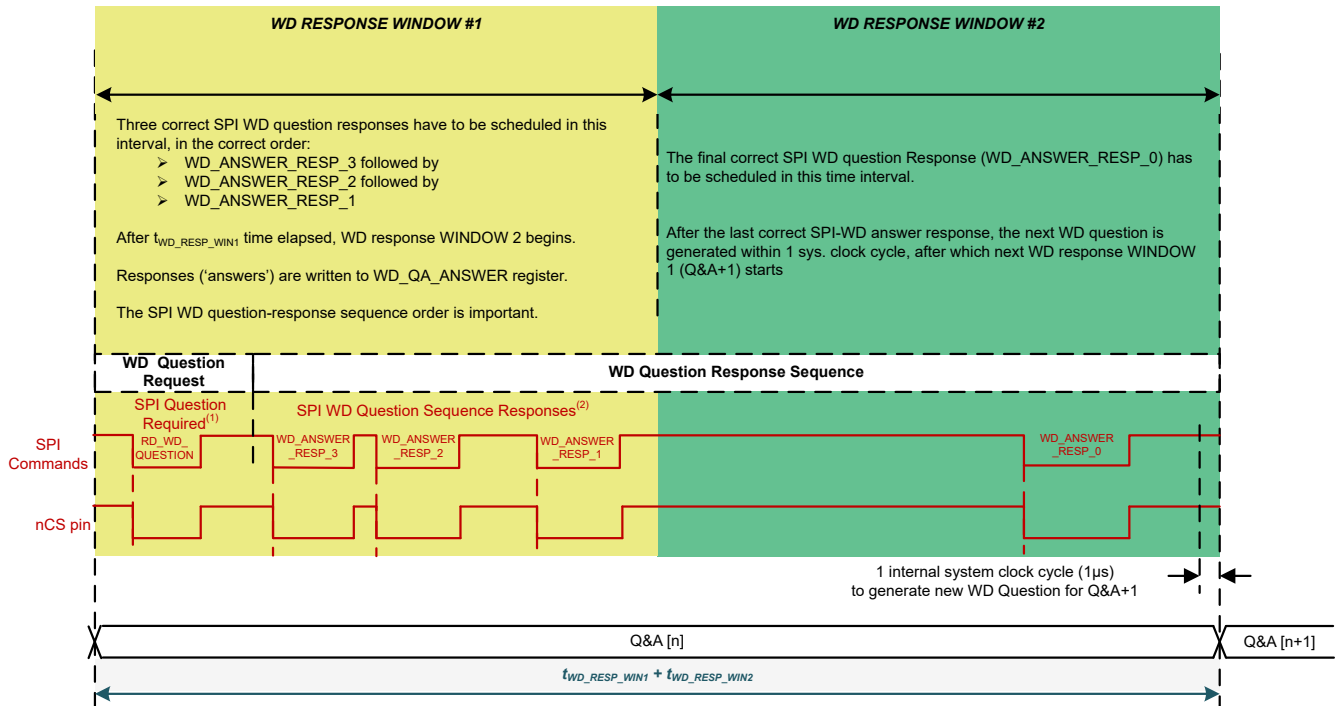 WD RESPONSE WINDOW #1
WD RESPONSE WINDOW #2
Three correct SPI WD question responses have to be scheduled in this
interval, in the correct order:
➢ WD_ANSWER_RESP_3 followed by
➢ WD_ANSWER_RESP_2 followed by
➢ WD_ANSWER_RESP_1
After tWD_RESP_WIN1 time elapsed, WD response WINDOW 2 begins.
Responses (‘answers’) are written to WD_QA_ANSWER register.
The SPI WD question-response sequence order is important.
The final correct SPI WD question Response (WD_ANSWER_RESP_0) has
to be scheduled in this time interval.
After the last correct SPI-WD answer response, the next WD question is
generated within 1 sys. clock cycle, after which next WD response WINDOW
1 (Q&A+1) starts
WD Question
Request
WD Question Response Sequence
SPI Question
Required(1)
SPI WD Question Sequence Responses(2)
SPI
Commands
RD_WD_
QUESTION
WD_ANSWER
_RESP_3
WD_ANSWER
_RESP_2
WD_ANSWER
_RESP_1
WD_ANSWER
_RESP_0
nCS pin
1 internal system clock cycle (1µs)
to generate new WD Question for Q&A+1
Q&A [n]
Q&A [n+1]
tWD_RESP_WIN1 + tWD_RESP_WIN2